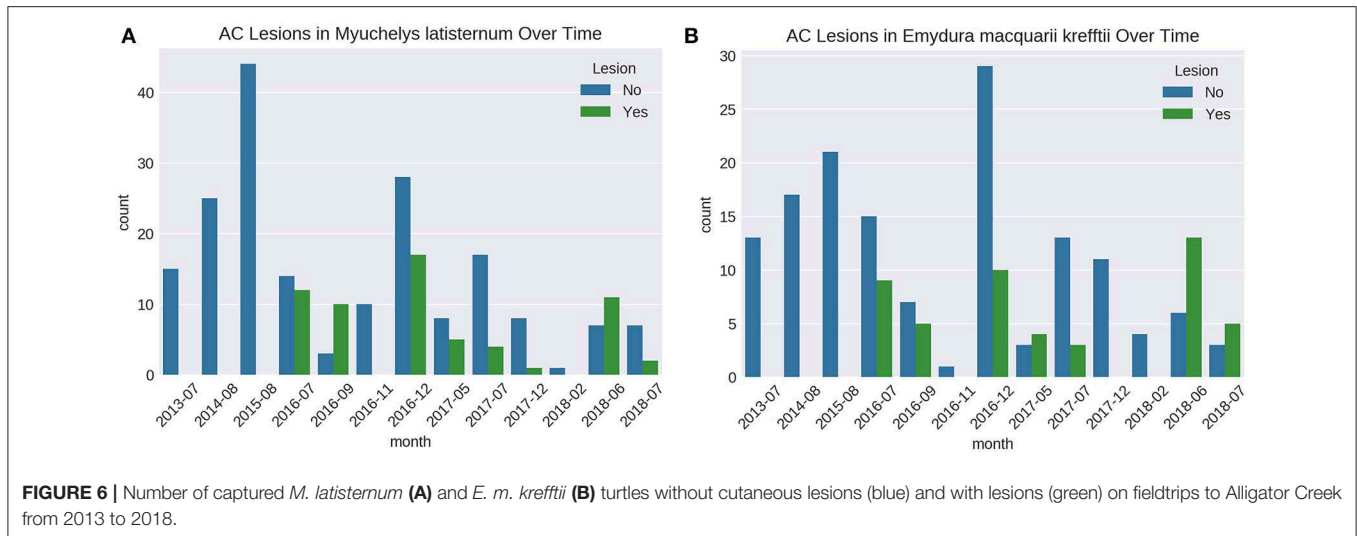 A
AC Lesions in Myuchelys latisternum Over Time
Lesion
No
Yes
40
30
20
10
0
count
2013-07
2014-08
2015-08
2016-07
2016-09
2016-11
2016-12
2017-05
2017-07
2017-12
2018-02
2018-06
2018-07
month
B
AC Lesions in Emydura macquarii krefftii Over Time
Lesion
No
Yes
30
25
20
15
10
5
0
count
2013-07
2014-08
2015-08
2016-07
2016-09
2016-11
2016-12
2017-05
2017-07
2017-12
2018-02
2018-06
2018-07
month
FIGURE 6 | Number of captured M. latisternum (A) and E. m. krefftii (B) turtles without cutaneous lesions (blue) and with lesions (green) on fieldtrips to Alligator Creek
from 2013 to 2018.